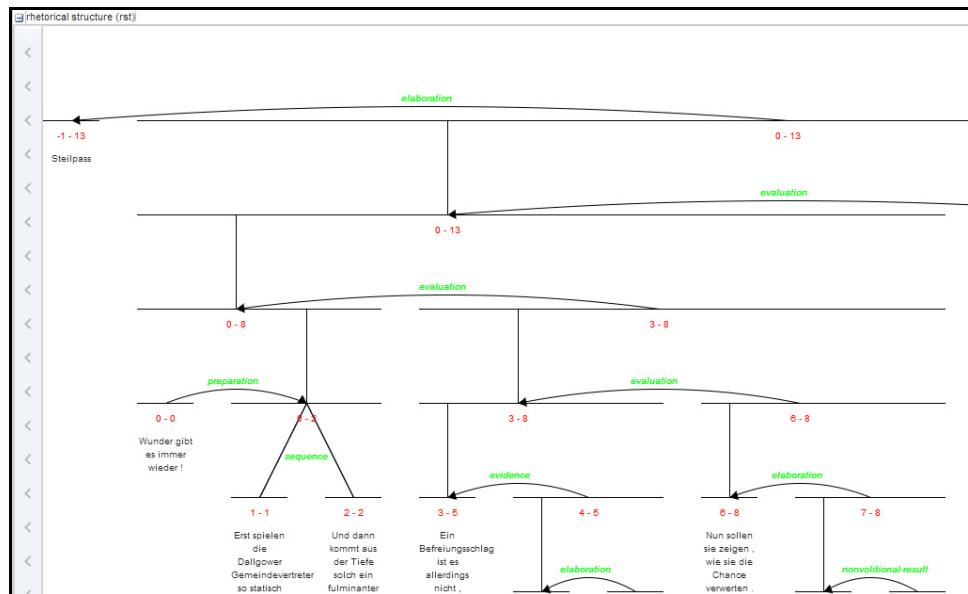 rhetorical structure (rst)
elaboration
-1 - 13
0 - 13
Steilpass
evaluation
0 - 13
evaluation
0 - 8
3 - 8
preparation
evaluation
0 - 0
0 - 2
3 - 8
6 - 8
Wunder gibt
es immer
wieder !
sequence
evidence
elaboration
1 - 1
2 - 2
3 - 5
4 - 5
6 - 8
7 - 8
Erst spielen
die
Dallgower
Gemeindevertreter
so statisch
Und dann
kommt aus
der Tiefe
solch ein
fulminanter
Ein
Befreiungsschlag
ist es
allerdings
nicht ,
Nun sollen
sie zeigen ,
wie sie die
Chance
verwerten .
elaboration
nonvolitional-result